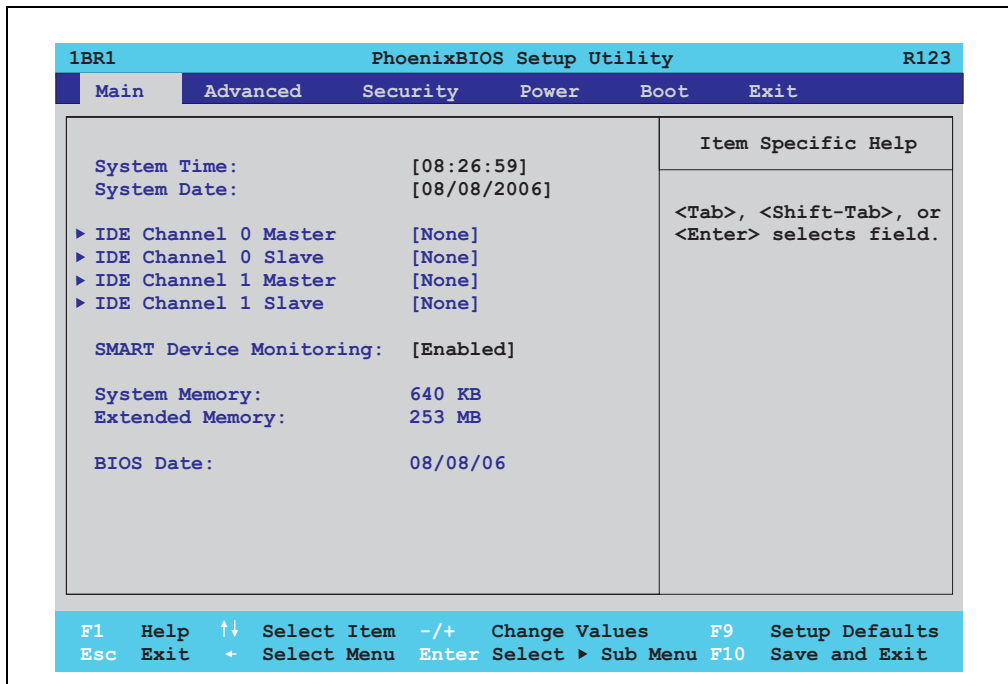 1BR1 PhoenixBIOS Setup Utility R123
Main Advanced Security Power Boot Exit
Item Specific Help
System Time: [08:26:59]
System Date: [08/08/2006]
<Tab>, <Shift-Tab>, or
<Enter> selects field.
▶ IDE Channel 0 Master [None]
▶ IDE Channel 0 Slave [None]
▶ IDE Channel 1 Master [None]
▶ IDE Channel 1 Slave [None]
SMART Device Monitoring: [Enabled]
System Memory: 640 KB
Extended Memory: 253 MB
BIOS Date: 08/08/06
F1 Help ↑↓ Select Item -/+ Change Values F9 Setup Defaults
Esc Exit ← Select Menu Enter Select ▶ Sub Menu F10 Save and Exit